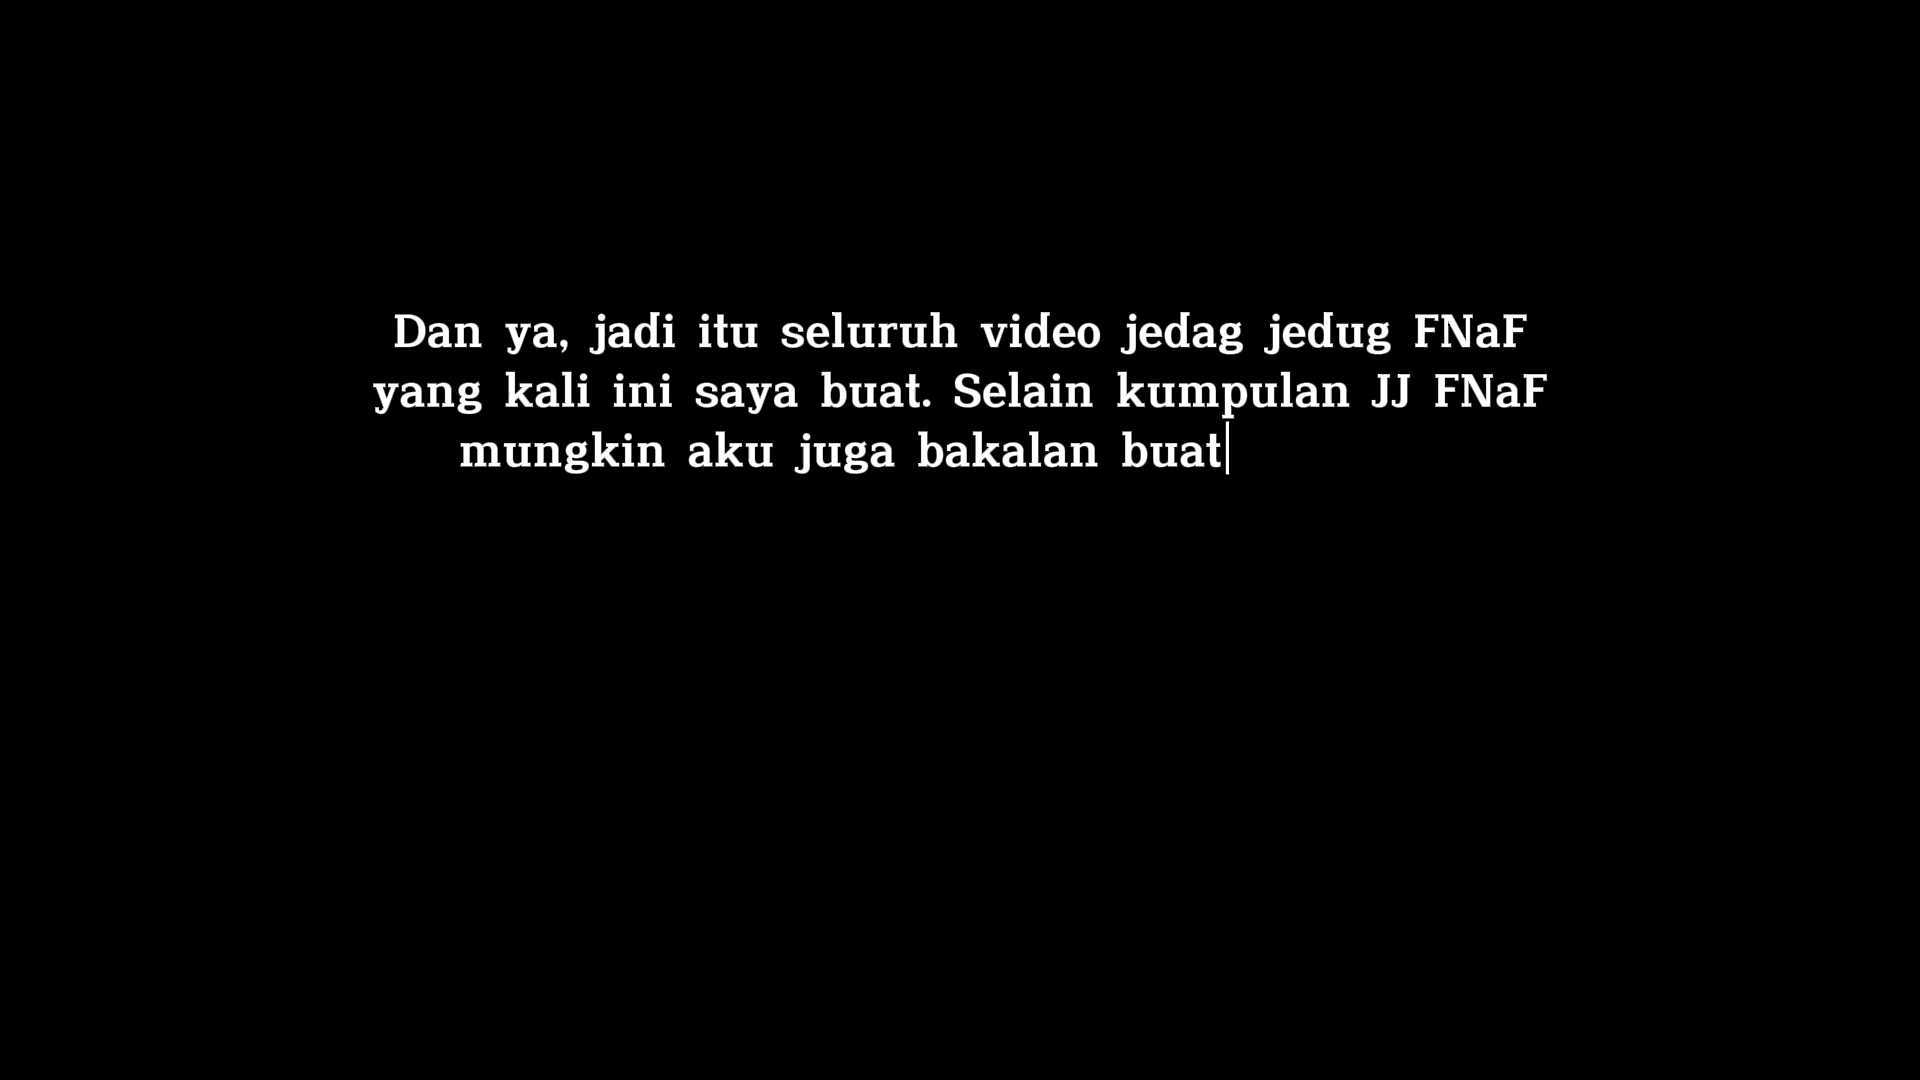 Dan ya, jadi itu seluruh video jedag jedug FNaF
yang kali ini saya buat. Selain kumpulan JJ FNaF
mungkin aku juga bakalan buat